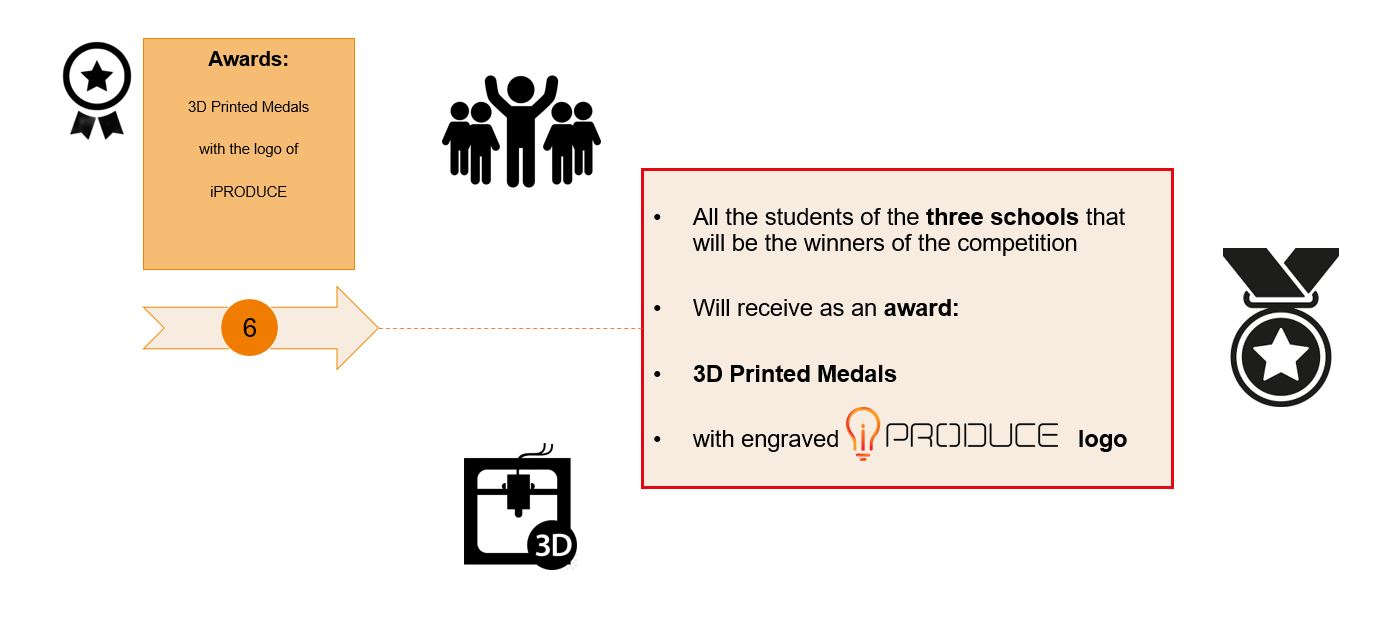 Awards:
3D Printed Medals
with the logo of
iPRODUCE
6
• All the students of the three schools that
will be the winners of the competition
• Will receive as an award:
• 3D Printed Medals
• with engraved iPRODUCE logo
3D